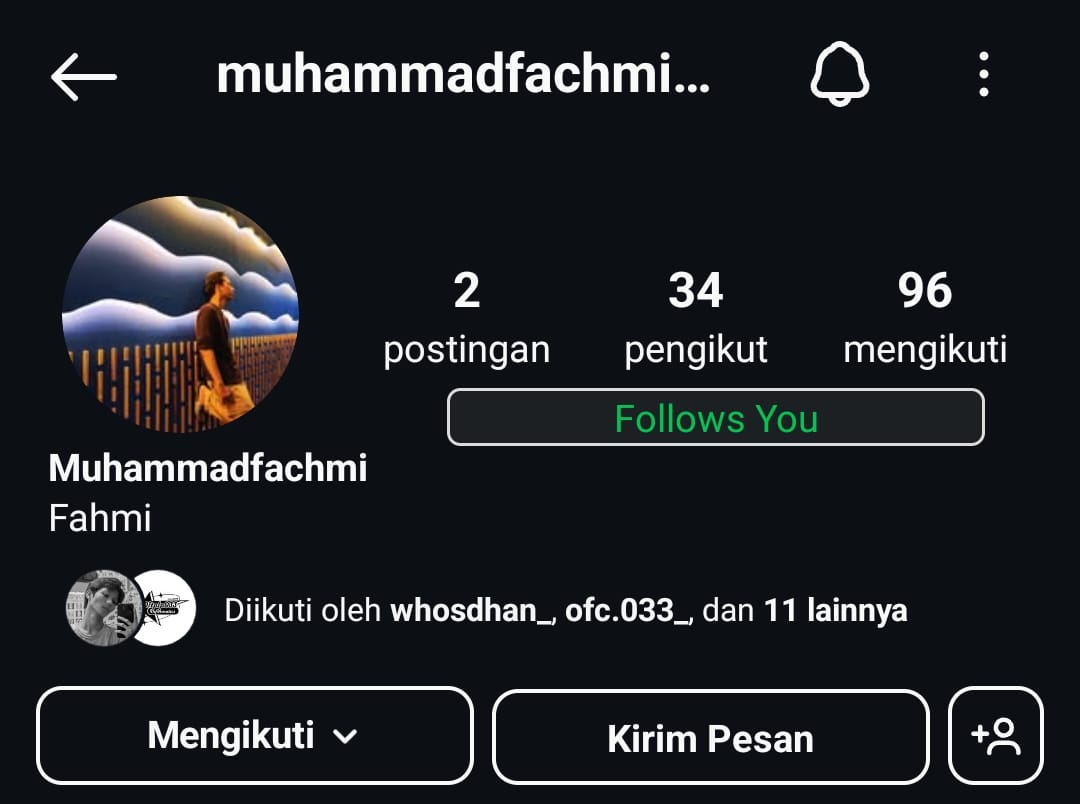 muhammadfachmi...
2
postingan
34
pengikut
96
mengikuti
Follows You
Muhammadfachmi
Fahmi
Diikuti oleh whosdhan_, ofc.033_, dan 11 lainnya
Mengikuti
Kirim Pesan